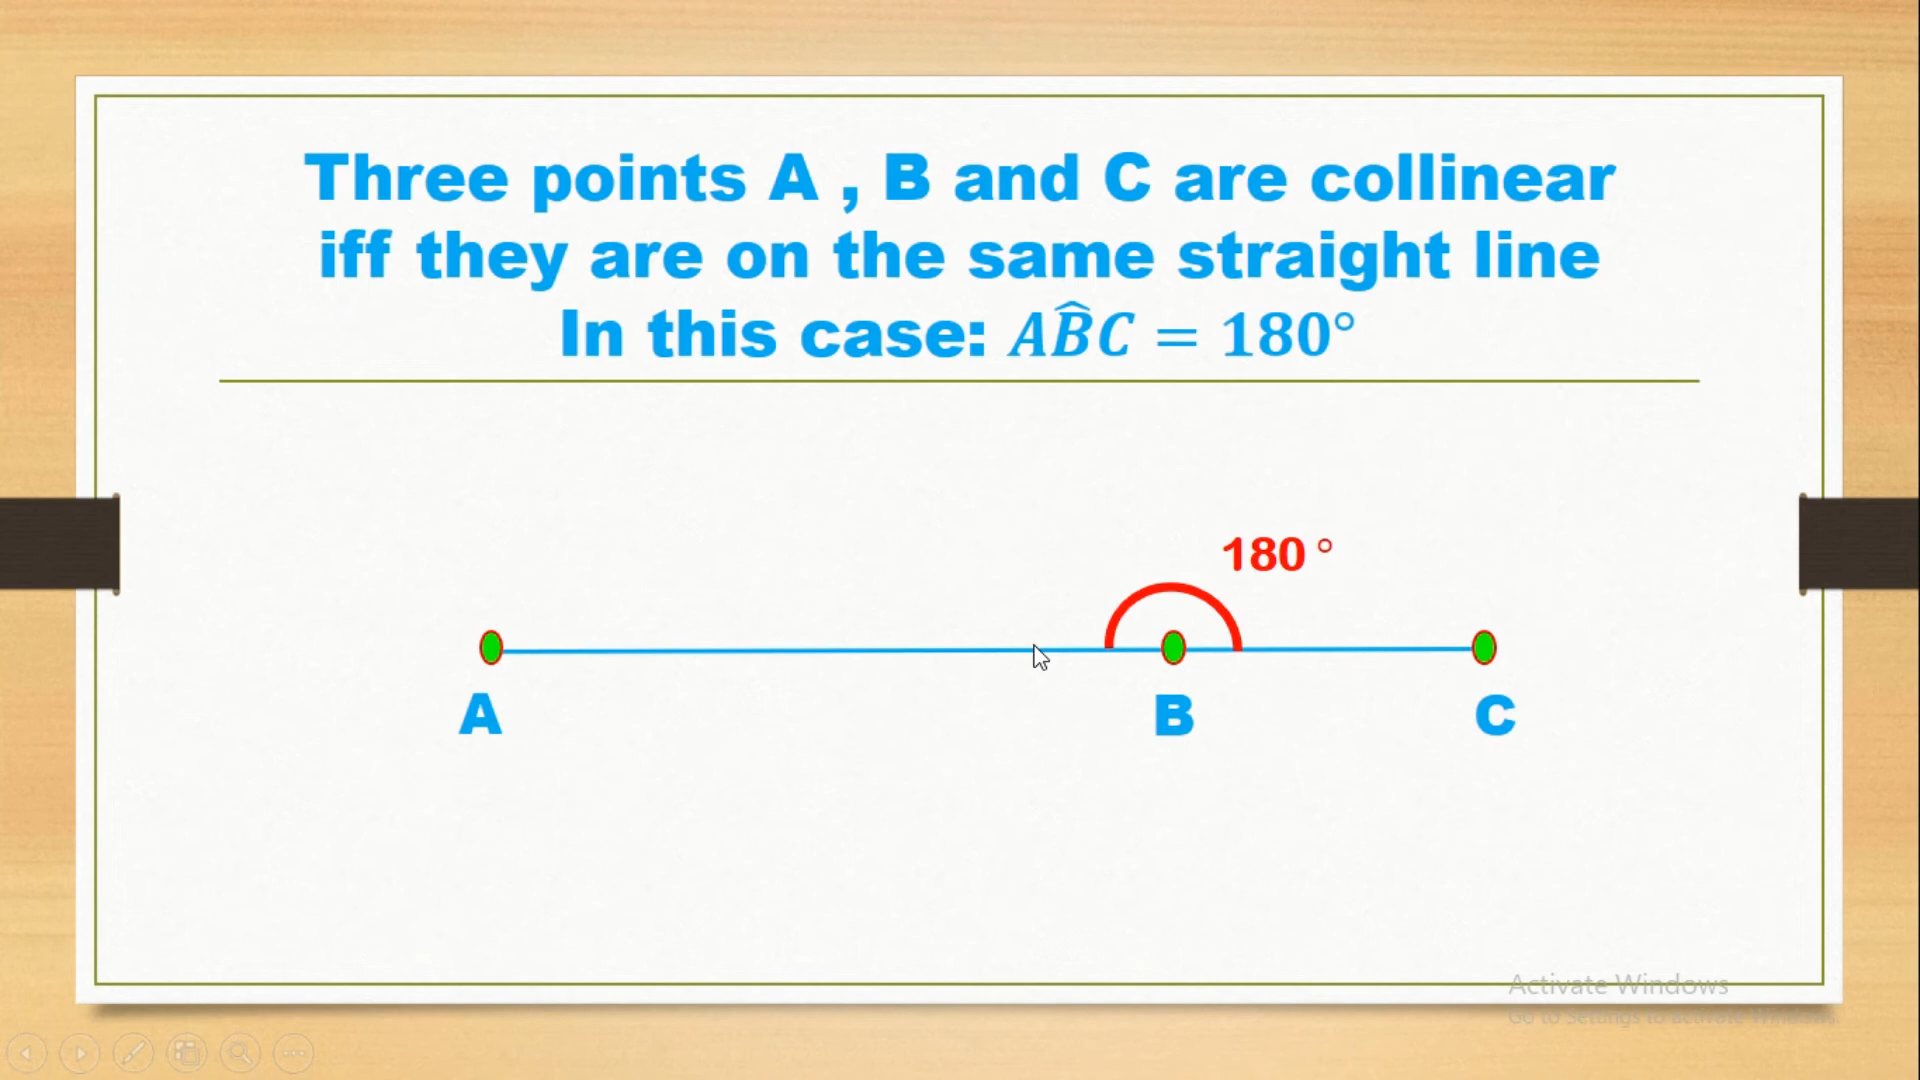 Three points A , B and C are collinear
iff they are on the same straight line
In this case: AB̂C = 180°
180 °
A B C
Activate Windows
Go to Settings to activate Windows.